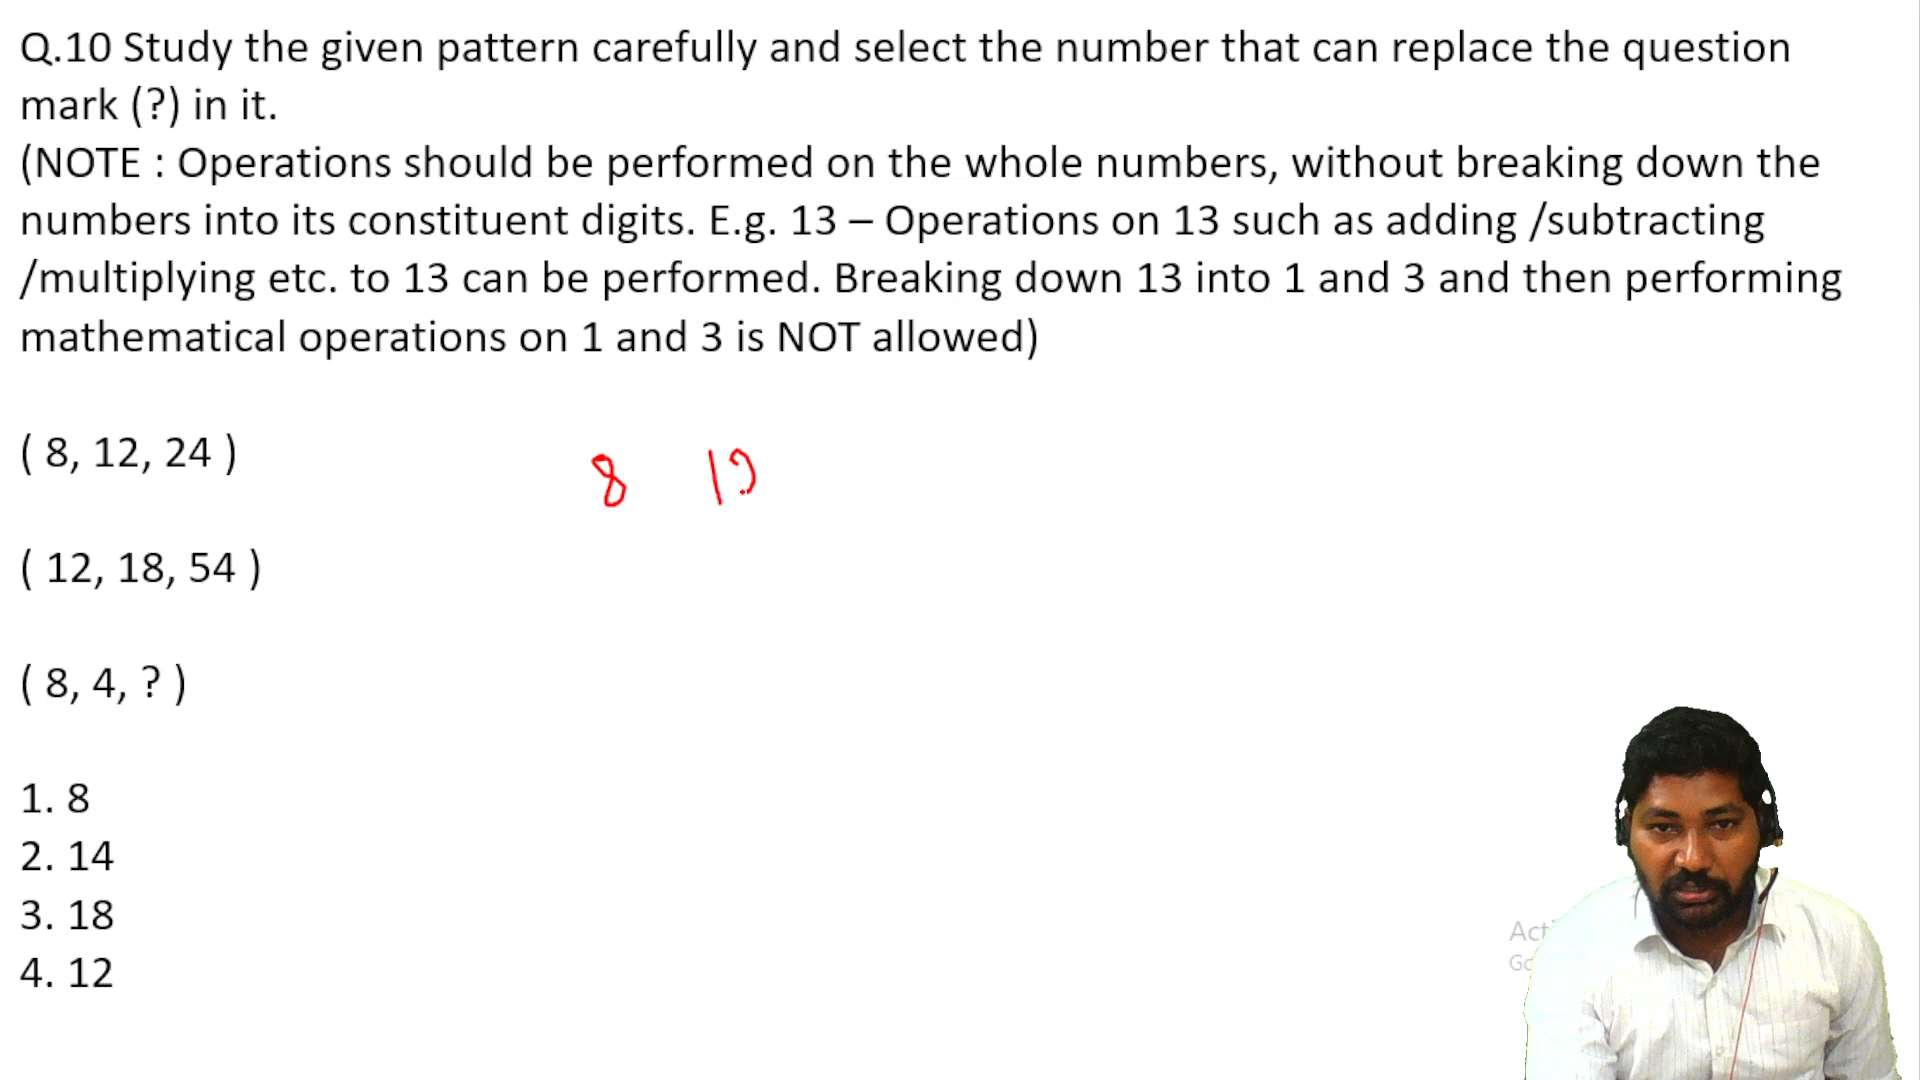 Q.10 Study the given pattern carefully and select the number that can replace the question
mark (?) in it.
(NOTE : Operations should be performed on the whole numbers, without breaking down the
numbers into its constituent digits. E.g. 13 – Operations on 13 such as adding /subtracting
/multiplying etc. to 13 can be performed. Breaking down 13 into 1 and 3 and then performing
mathematical operations on 1 and 3 is NOT allowed)
( 8, 12, 24 )
8
( 12, 18, 54 )
( 8, 4, ? )
1. 8
2. 14
3. 18
4. 12